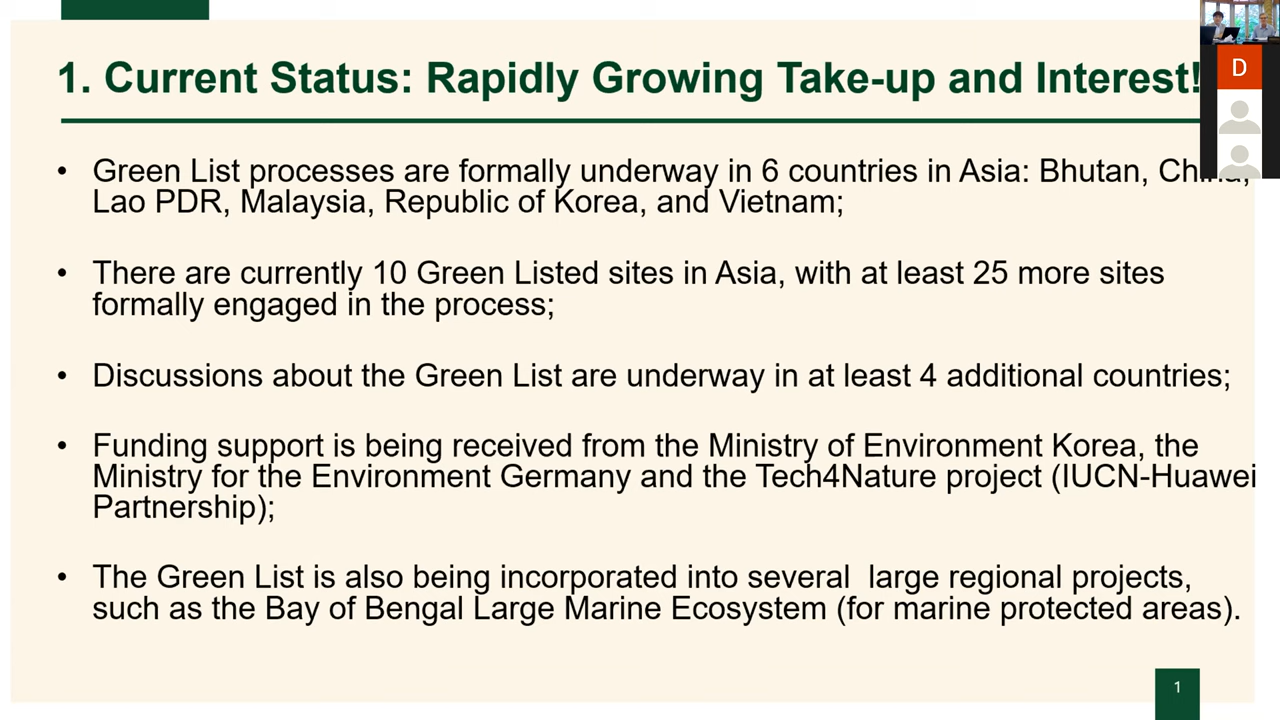 1. Current Status: Rapidly Growing Take-up and Interest!
D
• Green List processes are formally underway in 6 countries in Asia: Bhutan, China,
Lao PDR, Malaysia, Republic of Korea, and Vietnam;
• There are currently 10 Green Listed sites in Asia, with at least 25 more sites
formally engaged in the process;
• Discussions about the Green List are underway in at least 4 additional countries;
• Funding support is being received from the Ministry of Environment Korea, the
Ministry for the Environment Germany and the Tech4Nature project (IUCN-Huawei
Partnership);
• The Green List is also being incorporated into several large regional projects,
such as the Bay of Bengal Large Marine Ecosystem (for marine protected areas).
1